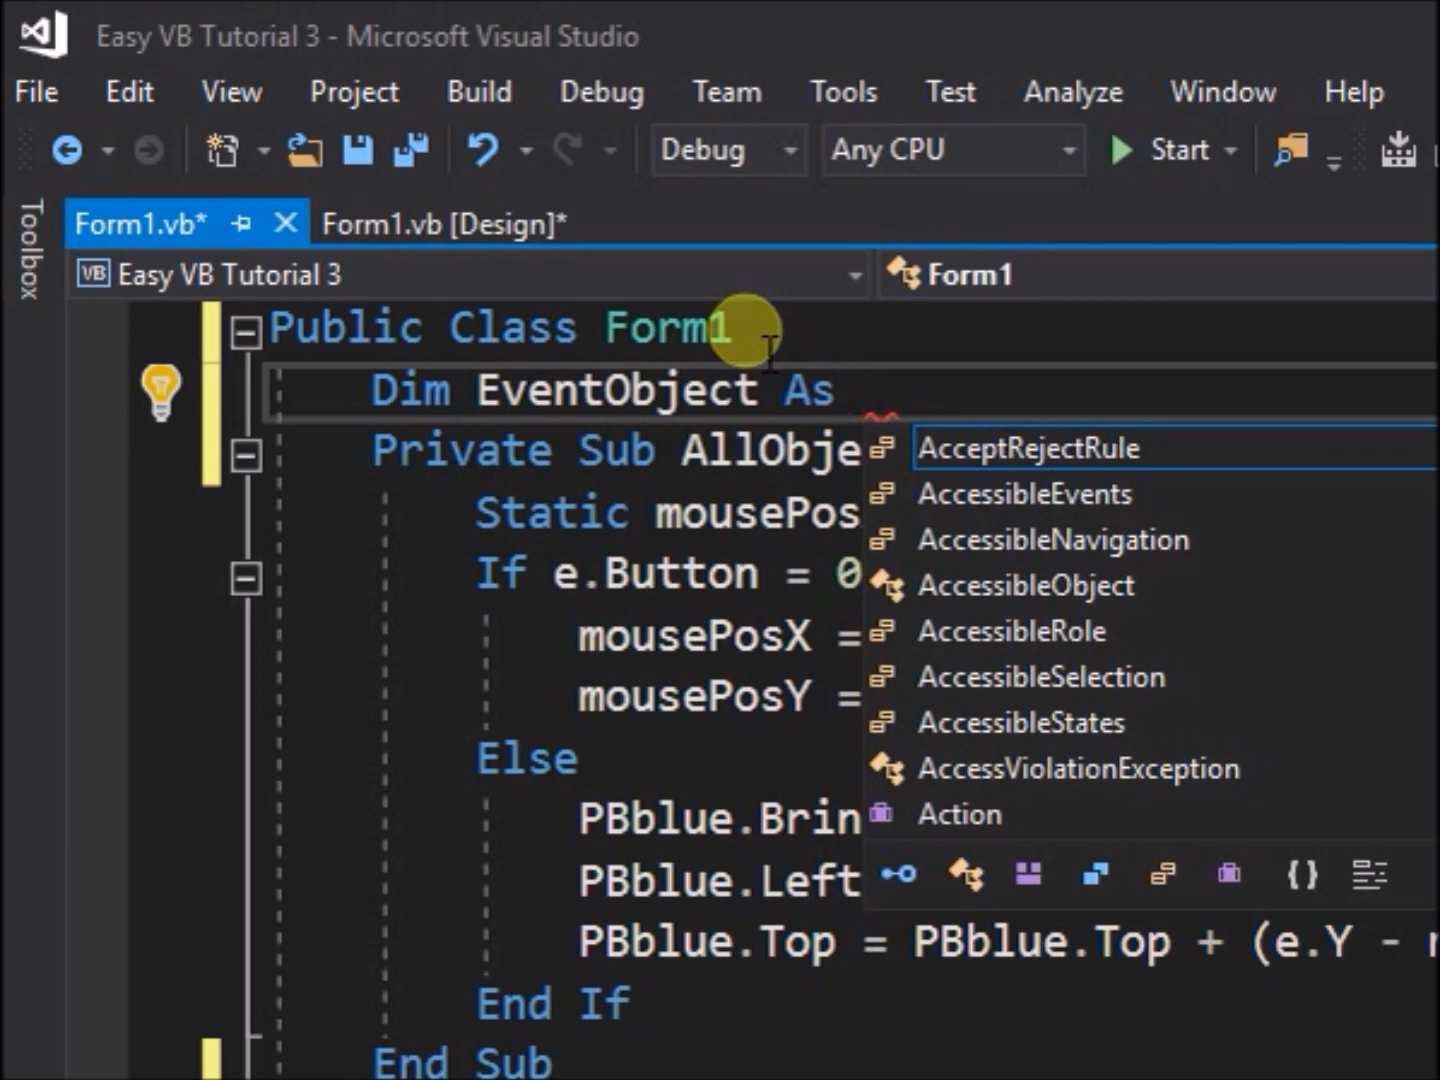 Easy VB Tutorial 3 - Microsoft Visual Studio
File Edit View Project Build Debug Team Tools Test Analyze Window Help
Debug Any CPU Start
Toolbox
Form1.vb* Form1.vb [Design]*
VB Easy VB Tutorial 3 Form1
Public Class Form1
Dim EventObject As
Private Sub AllObje
Static mousePos
If e.Button = 0
mousePosX =
mousePosY =
Else
PBblue.Brin
PBblue.Left
PBblue.Top = PBblue.Top + (e.Y -
End If
End Sub
AcceptRejectRule
AccessibleEvents
AccessibleNavigation
AccessibleObject
AccessibleRole
AccessibleSelection
AccessibleStates
AccessViolationException
Action